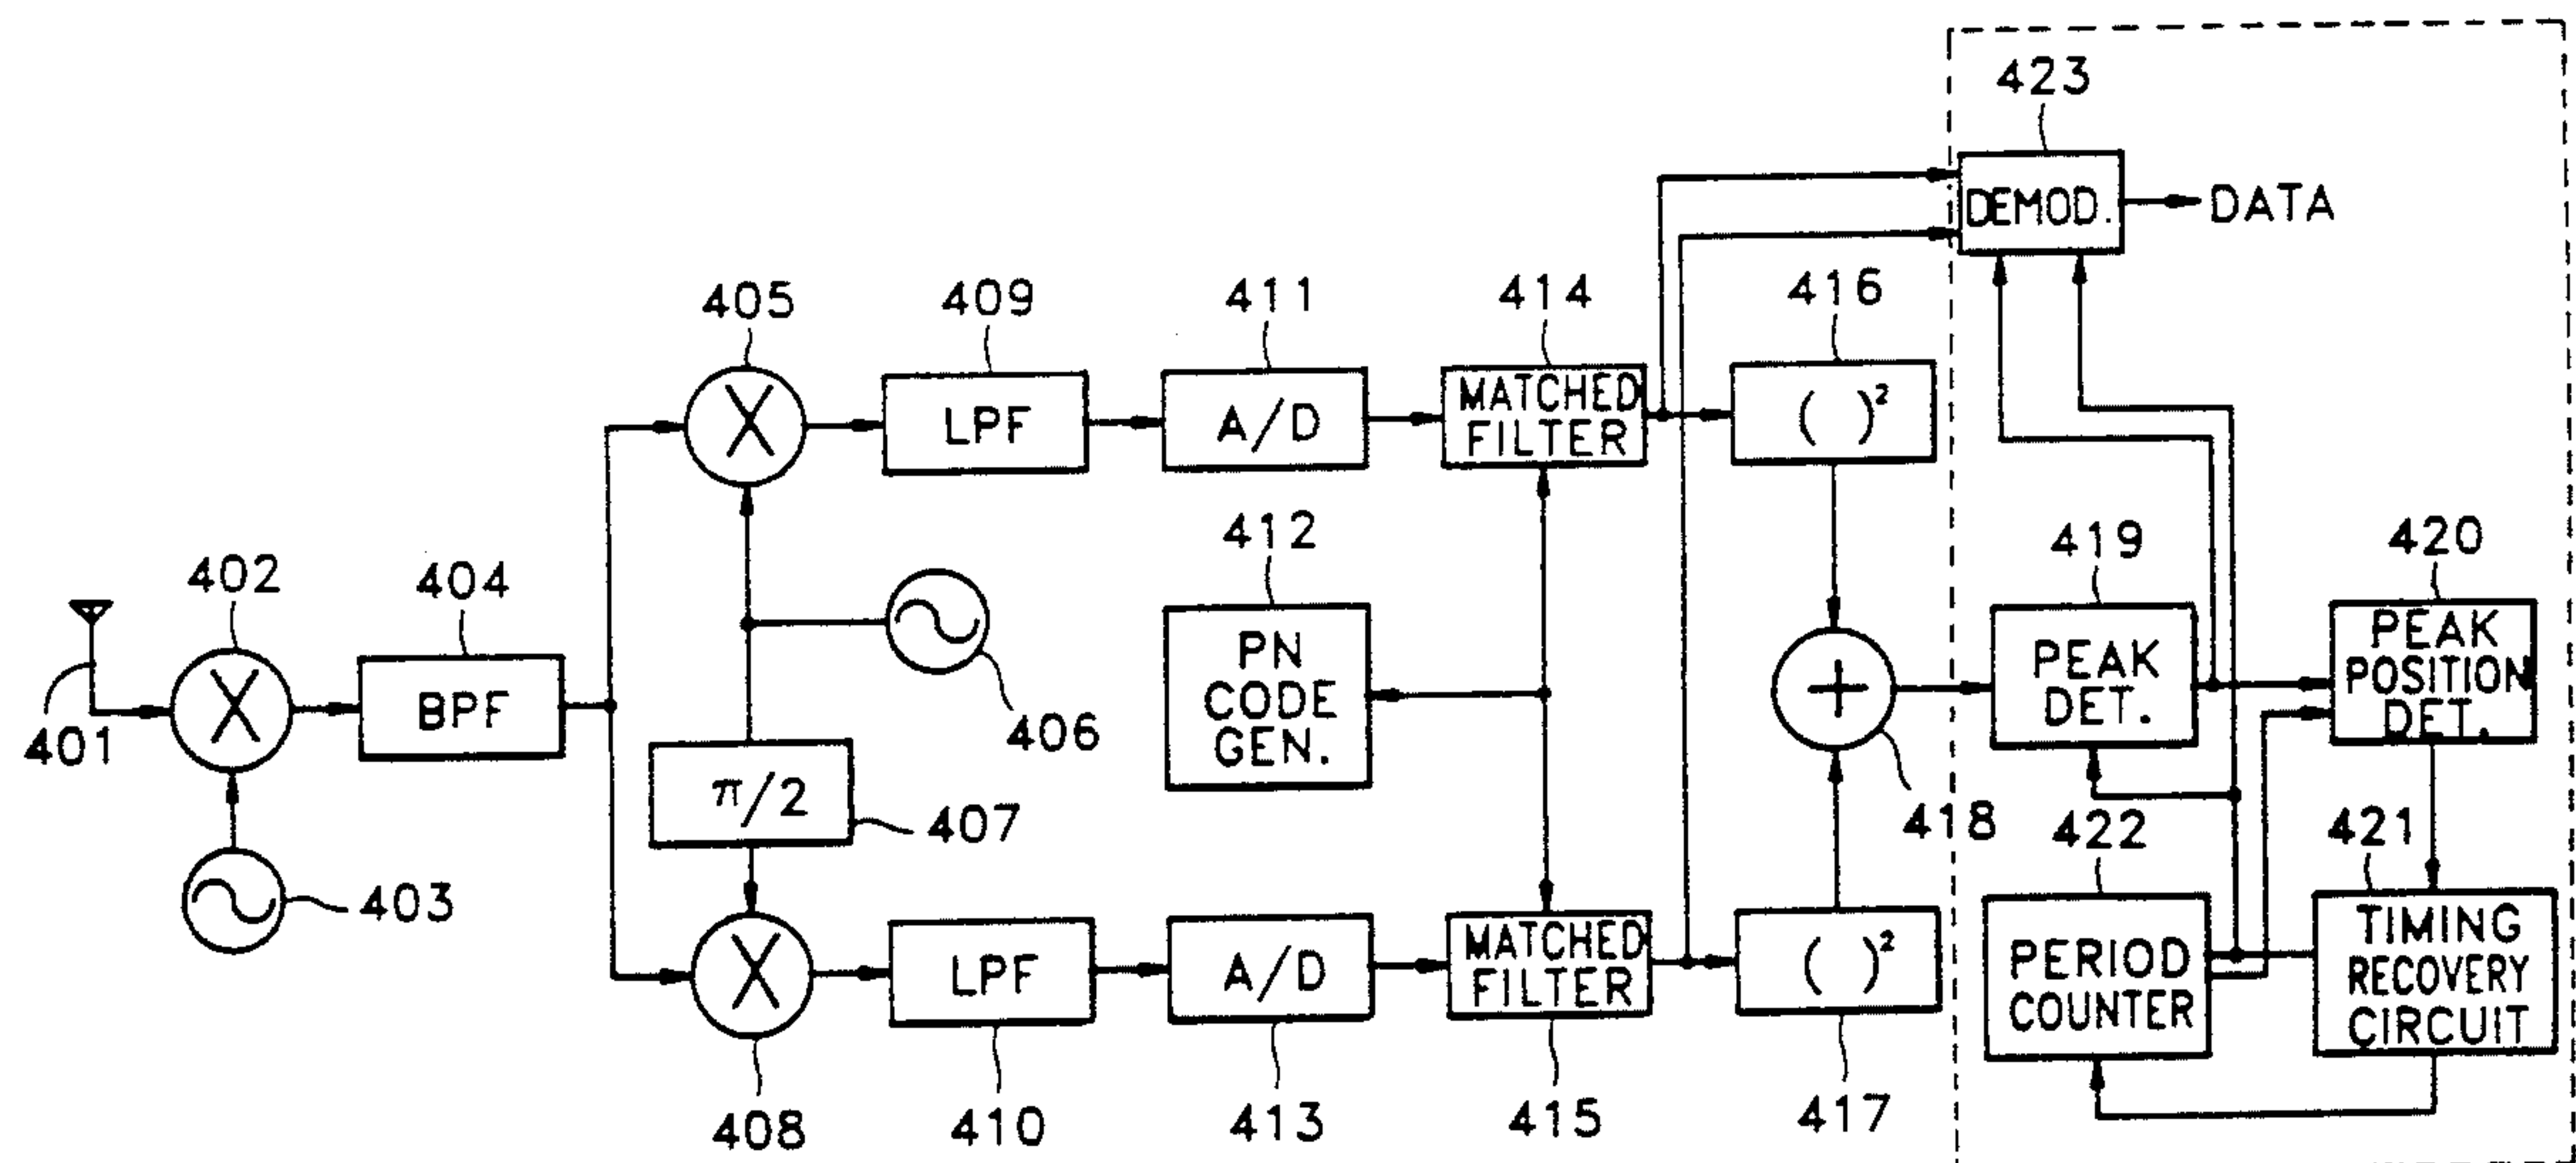 423
DEMOD.
DATA
405
409
411
414
416
LPF
A/D
MATCHED
FILTER
( )²
402
404
412
419
420
401
BPF
406
PN
CODE
GEN.
PEAK
DET.
PEAK
POSITION
DET.
π/2
407
418
422
421
403
LPF
A/D
MATCHED
FILTER
( )²
PERIOD
COUNTER
TIMING
RECOVERY
CIRCUIT
408
410
413
415
417